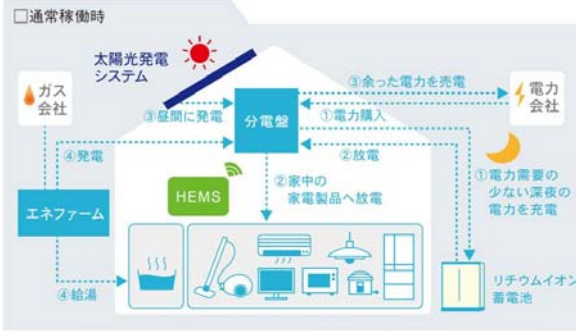 □通常稼働時
太陽光発電
システム
ガス
会社
③余った電力を売電
電力
会社
③昼間に発電
分電盤
①電力購入
④発電
②放電
②家中の
家電製品へ放電
HEMS
①電力需要の
少ない深夜の
電力を充電
エネファーム
④給湯
リチウムイオン
蓄電池